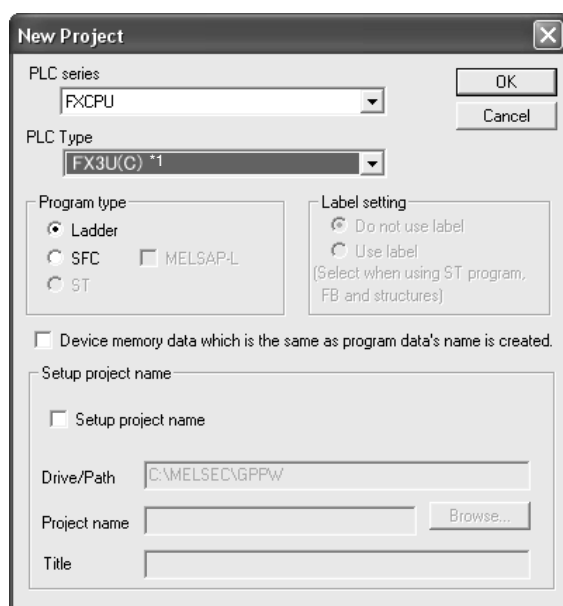 New Project
PLC series
FXCPU
OK
Cancel
PLC Type
FX3U(C) *1
Program type
Ladder
SFC
MELSAP-L
ST
Label setting
Do not use label
Use label
(Select when using ST program,
FB and structures)
Device memory data which is the same as program data's name is created.
Setup project name
Setup project name
Drive/Path
C:\MELSEC\GPPW
Project name
Browse...
Title